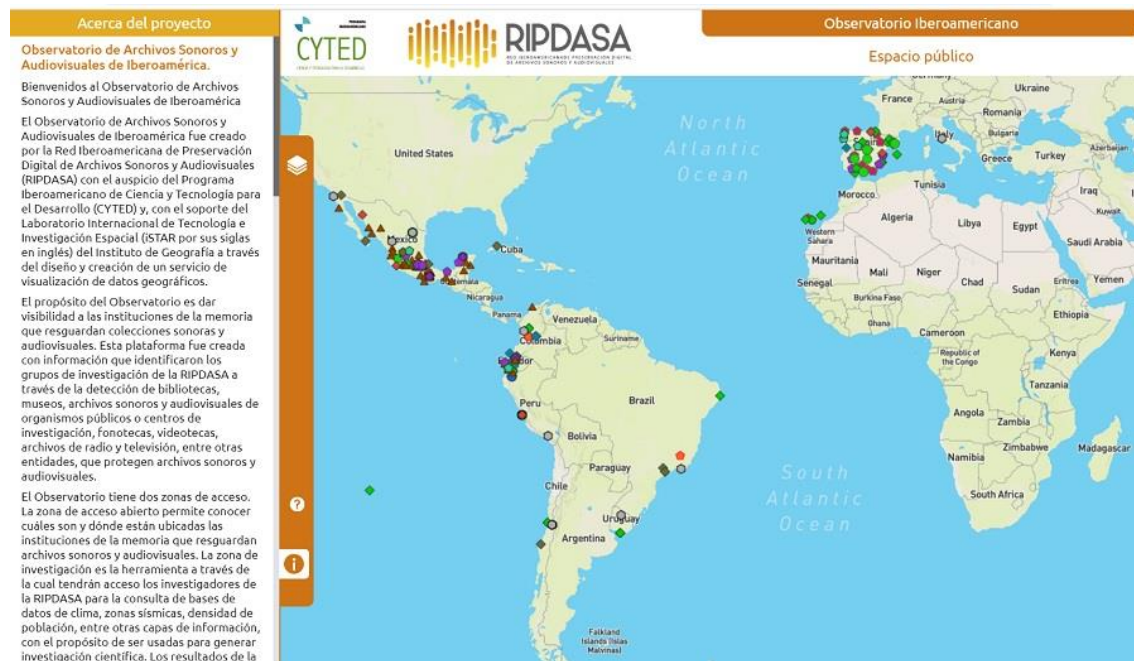 Acerca del proyecto
Observatorio de Archivos Sonoros y
Audiovisuales de Iberoamérica.
Bienvenidos al Observatorio de Archivos
Sonoros y Audiovisuales de Iberoamérica
El Observatorio de Archivos Sonoros y
Audiovisuales de Iberoamérica fue creado
por la Red Iberoamericana de Preservación
Digital de Archivos Sonoros y Audiovisuales
(RIPDASA) con el auspicio del Programa
Iberoamericano de Ciencia y Tecnología para
el Desarrollo (CYTED) y, con el soporte del
Laboratorio Internacional de Tecnología e
Investigación Espacial (iSTAR por sus siglas
en inglés) del Instituto de Geografía a través
del diseño y creación de un servicio de
visualización de datos geográficos.
El propósito del Observatorio es dar
visibilidad a las instituciones de la memoria
que resguardan colecciones sonoras y
audiovisuales. Esta plataforma fue creada
con información que identificaron los
grupos de investigación de la RIPDASA a
través de la detección de bibliotecas,
museos, archivos sonoros y audiovisuales de
organismos públicos o centros de
investigación, fonotecas, videotecas,
archivos de radio y televisión, entre otras
entidades, que protegen archivos sonoros y
audiovisuales.
El Observatorio tiene dos zonas de acceso.
La zona de acceso abierto permite conocer
cuáles son y dónde están ubicadas las
instituciones de la memoria que resguardan
archivos sonoros y audiovisuales. La zona de
investigación es la herramienta a través de
la cual tendrán acceso los investigadores de
la RIPDASA para la consulta de bases de
datos de clima, zonas sísmicas, densidad de
población, entre otras capas de información,
con el propósito de ser usadas para generar
investigación científica. Los resultados de la
CYTED
RIPDASA
RED IBEROAMERICANA DE PRESERVACIÓN DIGITAL
DE ARCHIVOS SONOROS Y AUDIOVISUALES
Observatorio Iberoamericano
Espacio público
Ukraine
France
Austria
Romania
Italy
Bulgaria
Greece
Turkey
Azerbaijan
North
Atlantic
Ocean
United States
Morocco
Tunisia
Algeria
Libya
Egypt
Iraq
Kuwait
Western
Sahara
Saudi Arabia
Mexico
Cuba
Guatemala
Nicaragua
Panama
Mauritania
Mali
Niger
Chad
Sudan
Eritrea
Yemen
Senegal
Burkina Faso
Ghana
Ethiopia
Venezuela
Colombia
Suriname
Cameroon
Republic of
the Congo
Kenya
Tanzania
Peru
Brazil
Bolivia
Angola
Zambia
Zimbabwe
Namibia
Madagascar
Paraguay
Chile
South
Atlantic
Ocean
South Africa
Uruguay
Argentina
Falkland
Islands (Islas
Malvinas)